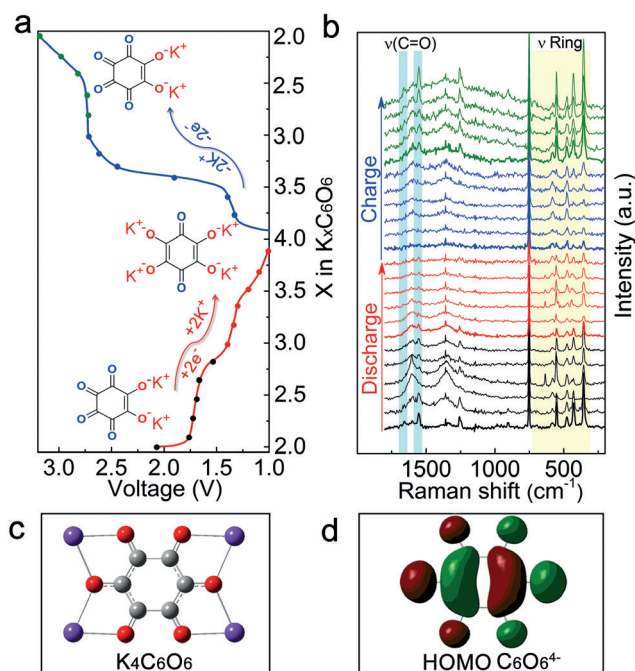 a
2.0
2.5
3.0
3.5
4.0
3.5
3.0
2.5
2.0
X in KxC6O6
3.0 2.5 2.0 1.5 1.0
Voltage (V)
O
O
O
O
O⁻K⁺
O⁻K⁺
-2K⁺ -2e⁻
O
K⁺⁻O
O⁻K⁺
K⁺⁻O
O⁻K⁺
O
+2K⁺
+2e⁻
O
O
O
O
O⁻K⁺
O⁻K⁺
b
ν(C=O)
ν Ring
Charge
Discharge
Intensity (a.u.)
1500 1000 500
Raman shift (cm⁻¹)
c
K₄C₆O₆
d
HOMO C₆O₆⁴⁻